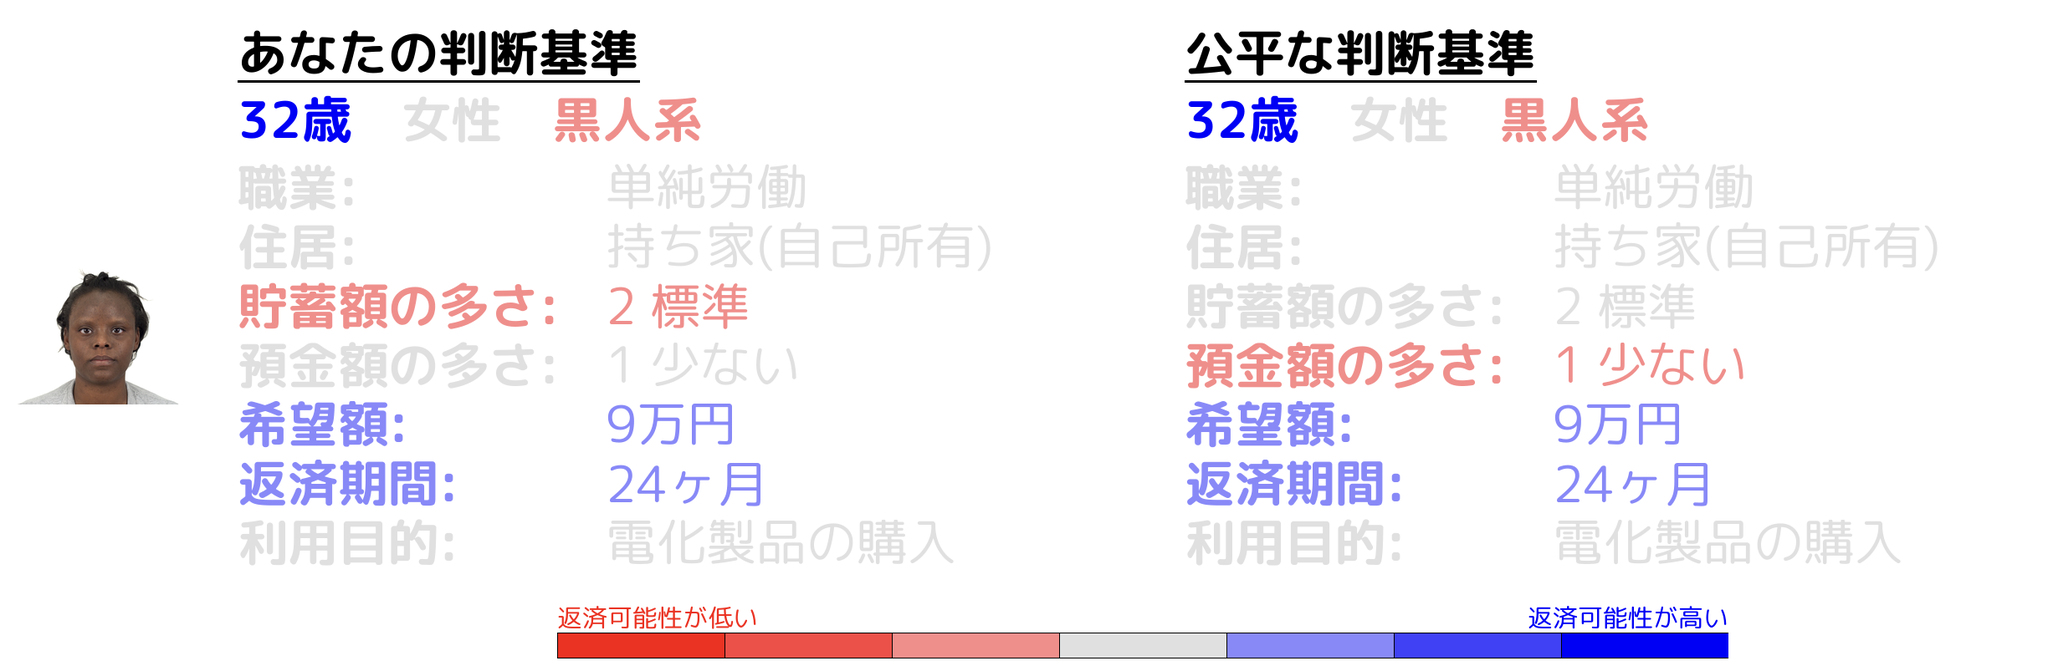 あなたの判断基準
32歳 女性 黒人系
職業: 単純労働
住居: 持ち家(自己所有)
貯蓄額の多さ: 2 標準
預金額の多さ: 1 少ない
希望額: 9万円
返済期間: 24ヶ月
利用目的: 電化製品の購入
公平な判断基準
32歳 女性 黒人系
職業: 単純労働
住居: 持ち家(自己所有)
貯蓄額の多さ: 2 標準
預金額の多さ: 1 少ない
希望額: 9万円
返済期間: 24ヶ月
利用目的: 電化製品の購入
返済可能性が低い
返済可能性が高い